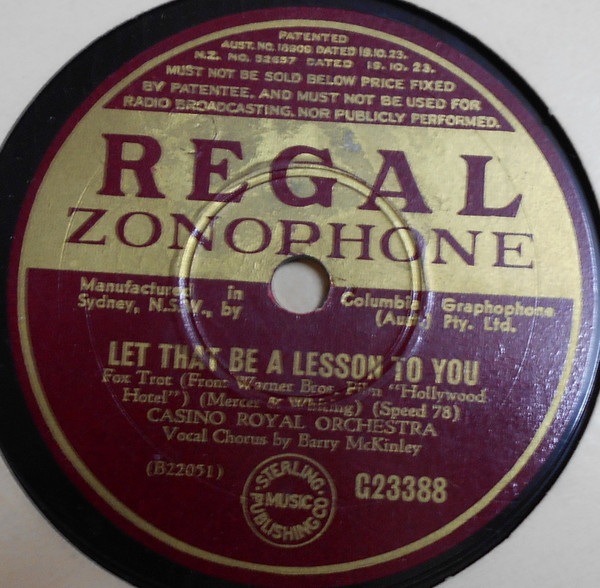 PATENTED
AUST. NO. 18909 DATED 19.10.23.
N.Z. NO. 52657 DATED 19.10.23.
MUST NOT BE SOLD BELOW PRICE FIXED
BY PATENTEE, AND MUST NOT BE USED FOR
RADIO BROADCASTING, NOR PUBLICLY PERFORMED.
REGAL
ZONOPHONE
Manufactured in Columbia Graphophone
Sydney, N.S.W., by (Aust.) Pty. Ltd.
LET THAT BE A LESSON TO YOU
Fox Trot (From Warner Bros. Film "Hollywood
Hotel") (Mercer & Whiting) (Speed 78)
CASINO ROYAL ORCHESTRA
Vocal Chorus by Barry McKinley
(B22051)
STERLING
MUSIC
PUBLISHING CO
G23388